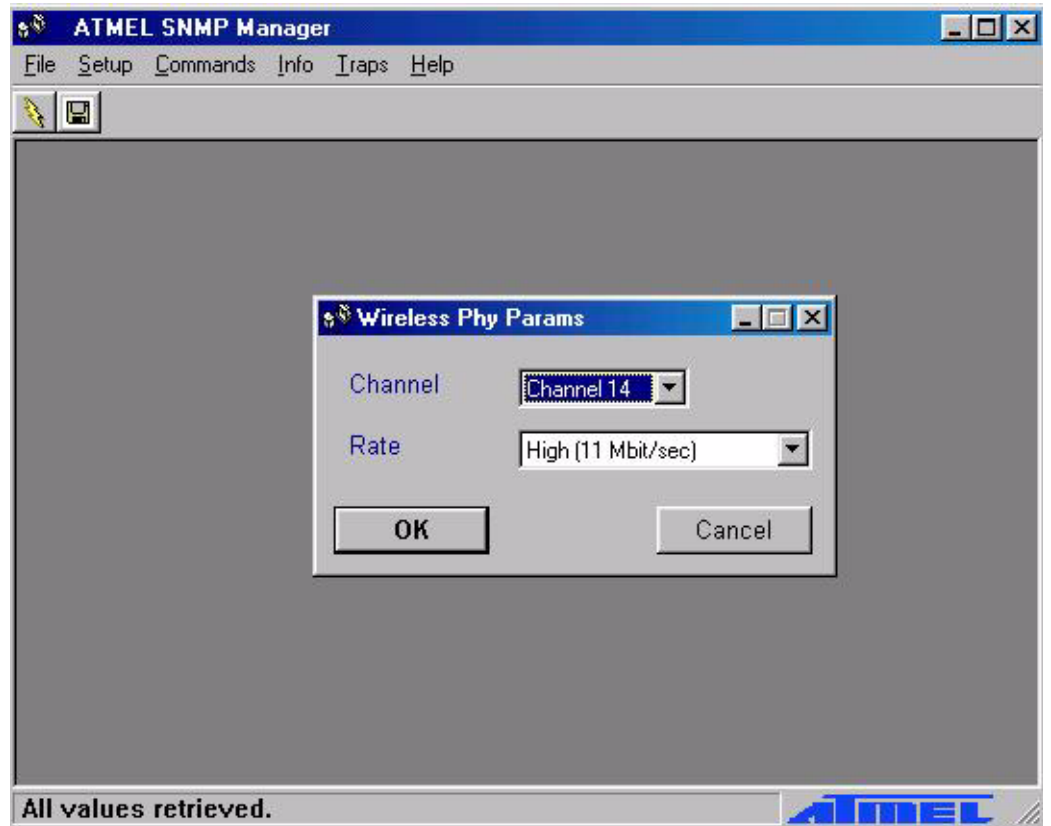 ATMEL SNMP Manager
File Setup Commands Info Traps Help
Wireless Phy Params
Channel Channel 14
Rate High (11 Mbit/sec)
OK Cancel
All values retrieved.
ATMEL